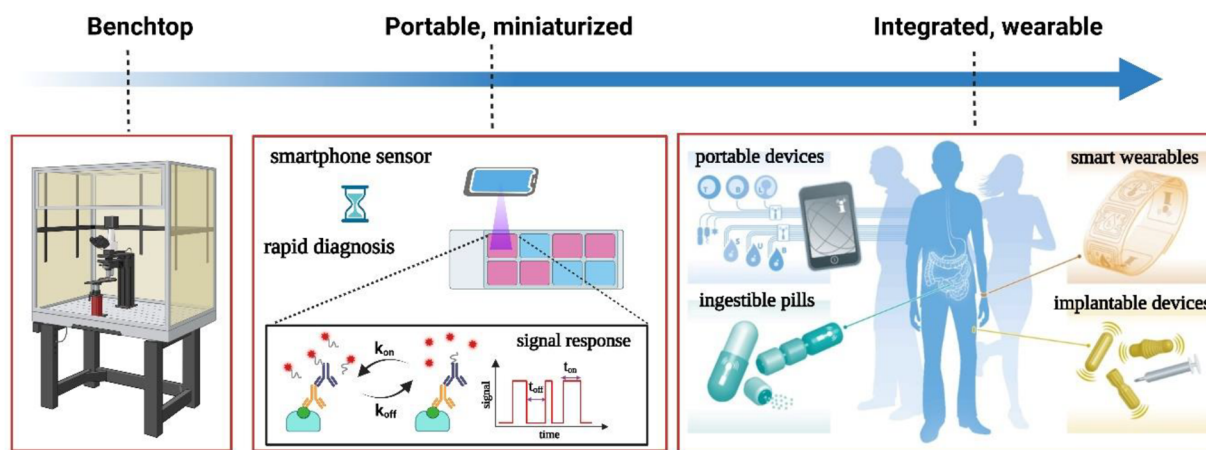 Benchtop
Portable, miniaturized
Integrated, wearable
smartphone sensor
rapid diagnosis
signal response
kon
koff
signal
toff
ton
time
portable devices
T
B
S
U
B
smart wearables
ingestible pills
implantable devices